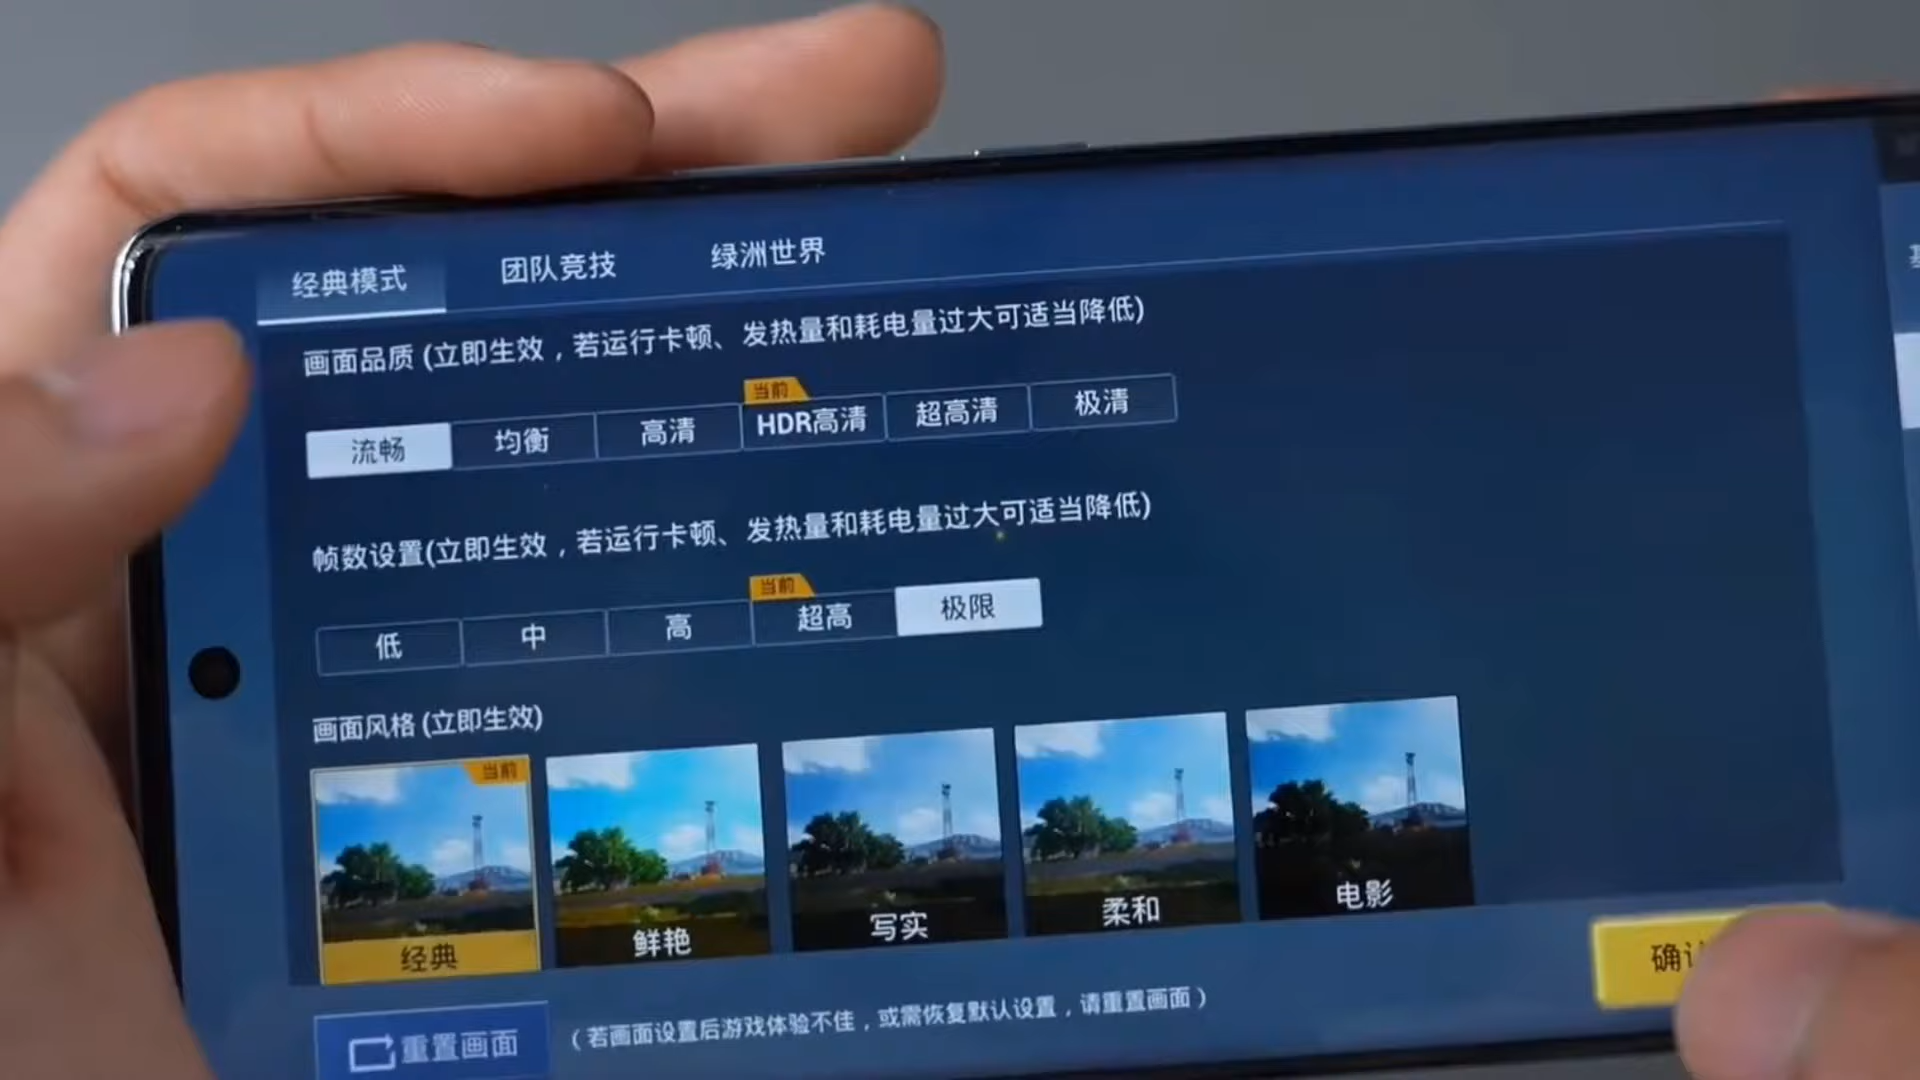 经典模式 团队竞技 绿洲世界
画面品质 (立即生效，若运行卡顿、发热量和耗电量过大可适当降低)
当前
流畅 均衡 高清 HDR高清 超高清 极清
帧数设置(立即生效，若运行卡顿、发热量和耗电量过大可适当降低)
当前
低 中 高 超高 极限
画面风格 (立即生效)
当前
经典 鲜艳 写实 柔和 电影
确
重置画面 （若画面设置后游戏体验不佳，或需恢复默认设置，请重置画面）